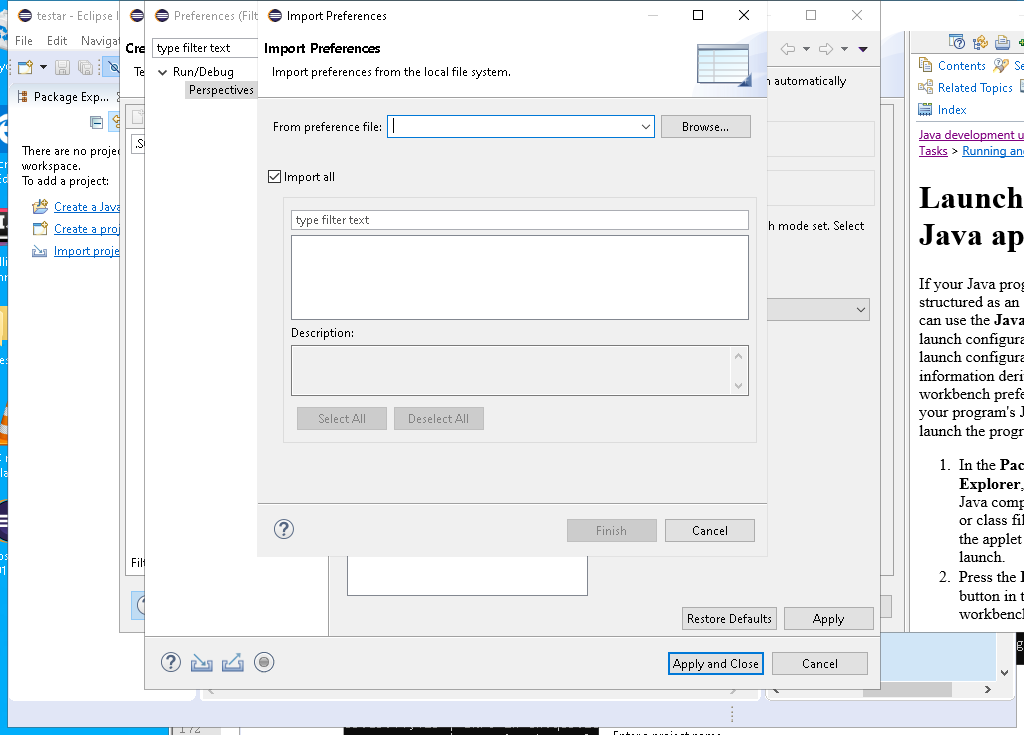 testar - Eclipse I
Preferences (Filt
Import Preferences
File Edit Navigat
Cre
type filter text
Import Preferences
Te
Run/Debug
Import preferences from the local file system.
Contents
Se
automatically
Package Exp...
Perspectives
Related Topics
Index
From preference file:
Browse...
Java development u
.S
There are no projec
workspace.
Tasks > Running and
To add a project:
Import all
Create a Java
type filter text
Launch
Create a proj
h mode set. Select
Java ap
Import proje
If your Java prog
structured as an
can use the Java
Description:
launch configura
launch configura
information deri
workbench prefe
your program's J
Select All
Deselect All
launch the progr
1. In the Pac
Explorer,
Java comp
or class fil
Finish
Cancel
the applet
launch.
Filt
2. Press the
button in t
workbench
Restore Defaults
Apply
Apply and Close
Cancel
172
Enter a project name